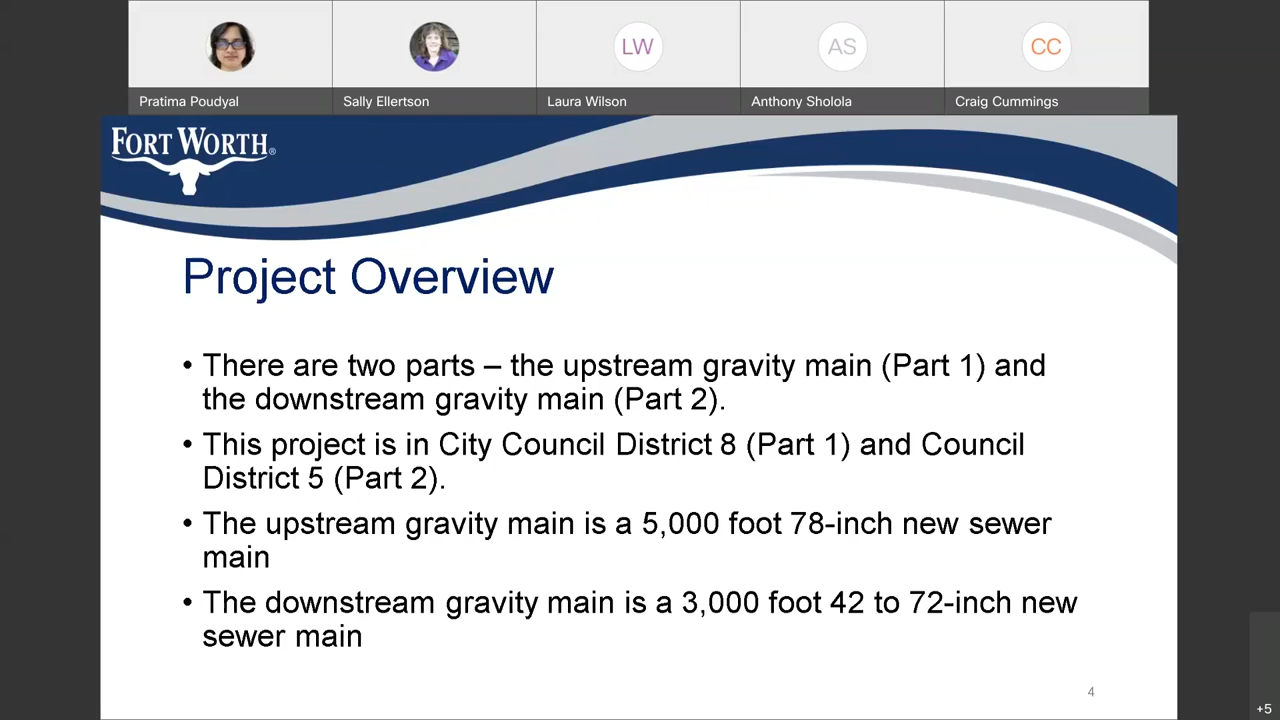 LW
AS
CC
Pratima Poudyal
Sally Ellertson
Laura Wilson
Anthony Sholola
Craig Cummings
FORT WORTH®
Project Overview
• There are two parts – the upstream gravity main (Part 1) and
the downstream gravity main (Part 2).
• This project is in City Council District 8 (Part 1) and Council
District 5 (Part 2).
• The upstream gravity main is a 5,000 foot 78-inch new sewer
main
• The downstream gravity main is a 3,000 foot 42 to 72-inch new
sewer main
4
+5